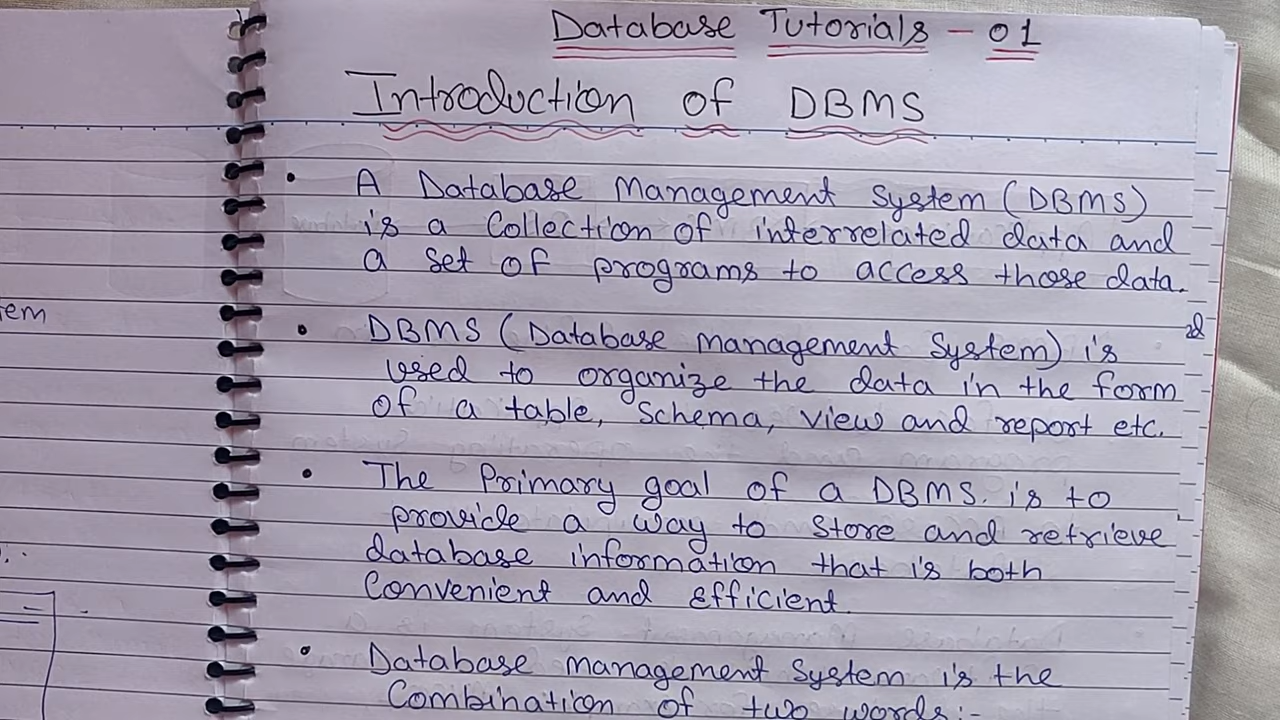 Database Tutorials - 01
Introduction of DBMS
• A Database Management System (DBMS)
is a Collection of interrelated data and
a set of programs to access those data.
• DBMS (Database Management System) is
used to organize the data in the form
of a table, Schema, view and report etc.
• The Primary goal of a DBMS. is to
provide a way to store and retrieve
database information that is both
Convenient and efficient.
• Database management System is the
Combination of two words:-
em